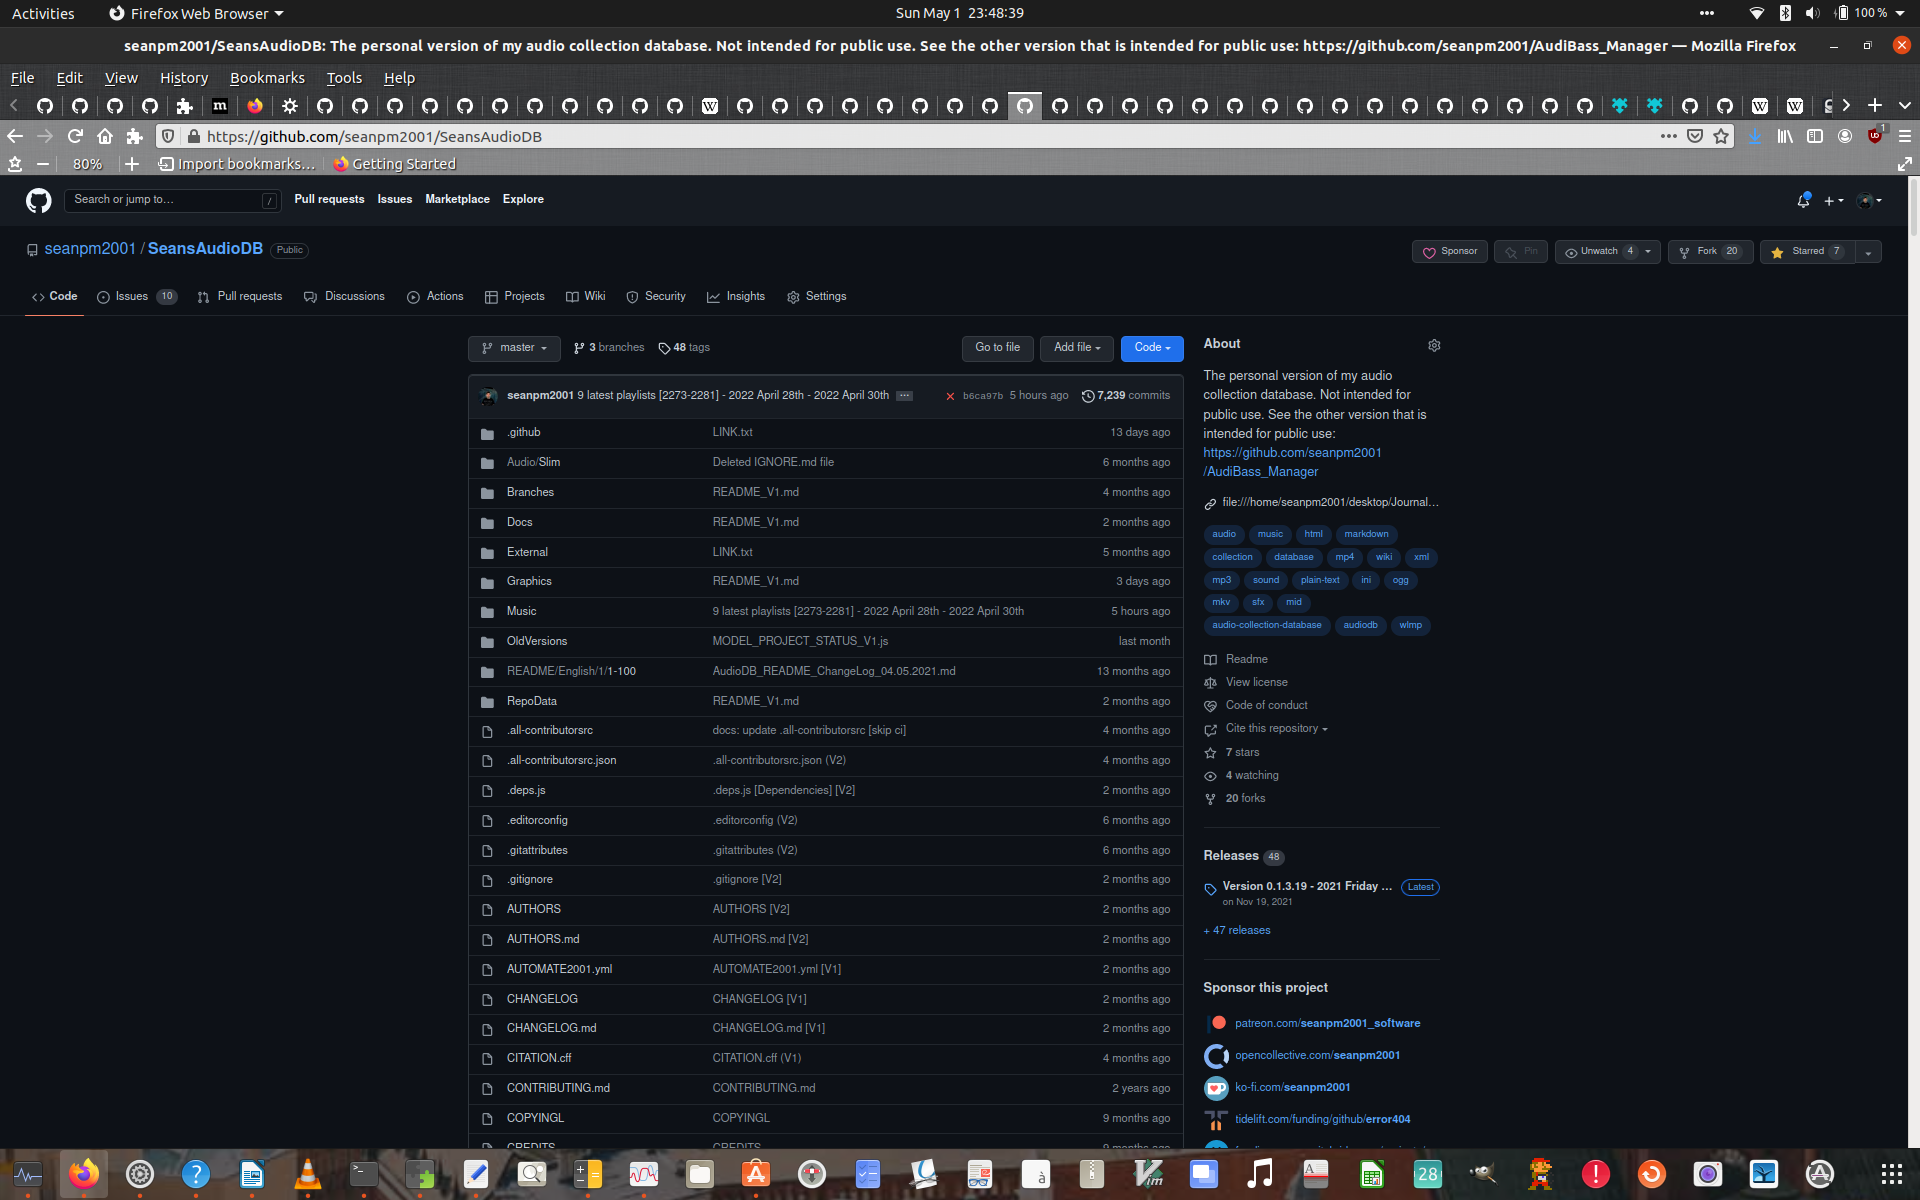 Activities
Firefox Web Browser
Sun May 1 23:48:39
100 %
seanpm2001/SeansAudioDB: The personal version of my audio collection database. Not intended for public use. See the other version that is intended for public use: https://github.com/seanpm2001/AudiBass_Manager — Mozilla Firefox
File Edit View History Bookmarks Tools Help
https://github.com/seanpm2001/SeansAudioDB
80%
Import bookmarks...
Getting Started
Search or jump to...
/
Pull requests Issues Marketplace Explore
seanpm2001 / SeansAudioDB Public
Sponsor Pin Unwatch 4 Fork 20 Starred 7
Code Issues 10 Pull requests Discussions Actions Projects Wiki Security Insights Settings
master 3 branches 48 tags Go to file Add file Code
seanpm2001 9 latest playlists [2273-2281] - 2022 April 28th - 2022 April 30th ... b6ca97b 5 hours ago 7,239 commits
.github LINK.txt 13 days ago
Audio/Slim Deleted IGNORE.md file 6 months ago
Branches README_V1.md 4 months ago
Docs README_V1.md 2 months ago
External LINK.txt 5 months ago
Graphics README_V1.md 3 days ago
Music 9 latest playlists [2273-2281] - 2022 April 28th - 2022 April 30th 5 hours ago
OldVersions MODEL_PROJECT_STATUS_V1.js last month
README/English/1/1-100 AudioDB_README_ChangeLog_04.05.2021.md 13 months ago
RepoData README_V1.md 2 months ago
.all-contributorsrc docs: update .all-contributorsrc [skip ci] 4 months ago
.all-contributorsrc.json .all-contributorsrc.json (V2) 4 months ago
.deps.js .deps.js [Dependencies] [V2] 2 months ago
.editorconfig .editorconfig (V2) 6 months ago
.gitattributes .gitattributes (V2) 6 months ago
.gitignore .gitignore [V2] 2 months ago
AUTHORS AUTHORS [V2] 2 months ago
AUTHORS.md AUTHORS.md [V2] 2 months ago
AUTOMATE2001.yml AUTOMATE2001.yml [V1] 2 months ago
CHANGELOG CHANGELOG [V1] 2 months ago
CHANGELOG.md CHANGELOG.md [V1] 2 months ago
CITATION.cff CITATION.cff (V1) 4 months ago
CONTRIBUTING.md CONTRIBUTING.md 2 years ago
COPYINGL COPYINGL 9 months ago
CREDITS CREDITS 9 months ago
About
The personal version of my audio
collection database. Not intended for
public use. See the other version that is
intended for public use:
https://github.com/seanpm2001
/AudiBass_Manager
file:///home/seanpm2001/desktop/Journal...
audio music html markdown
collection database mp4 wiki xml
mp3 sound plain-text ini ogg
mkv sfx mid
audio-collection-database audiodb wlmp
Readme
View license
Code of conduct
Cite this repository
7 stars
4 watching
20 forks
Releases 48
Version 0.1.3.19 - 2021 Friday ... Latest
on Nov 19, 2021
+ 47 releases
Sponsor this project
patreon.com/seanpm2001_software
opencollective.com/seanpm2001
ko-fi.com/seanpm2001
tidelift.com/funding/github/error404
28